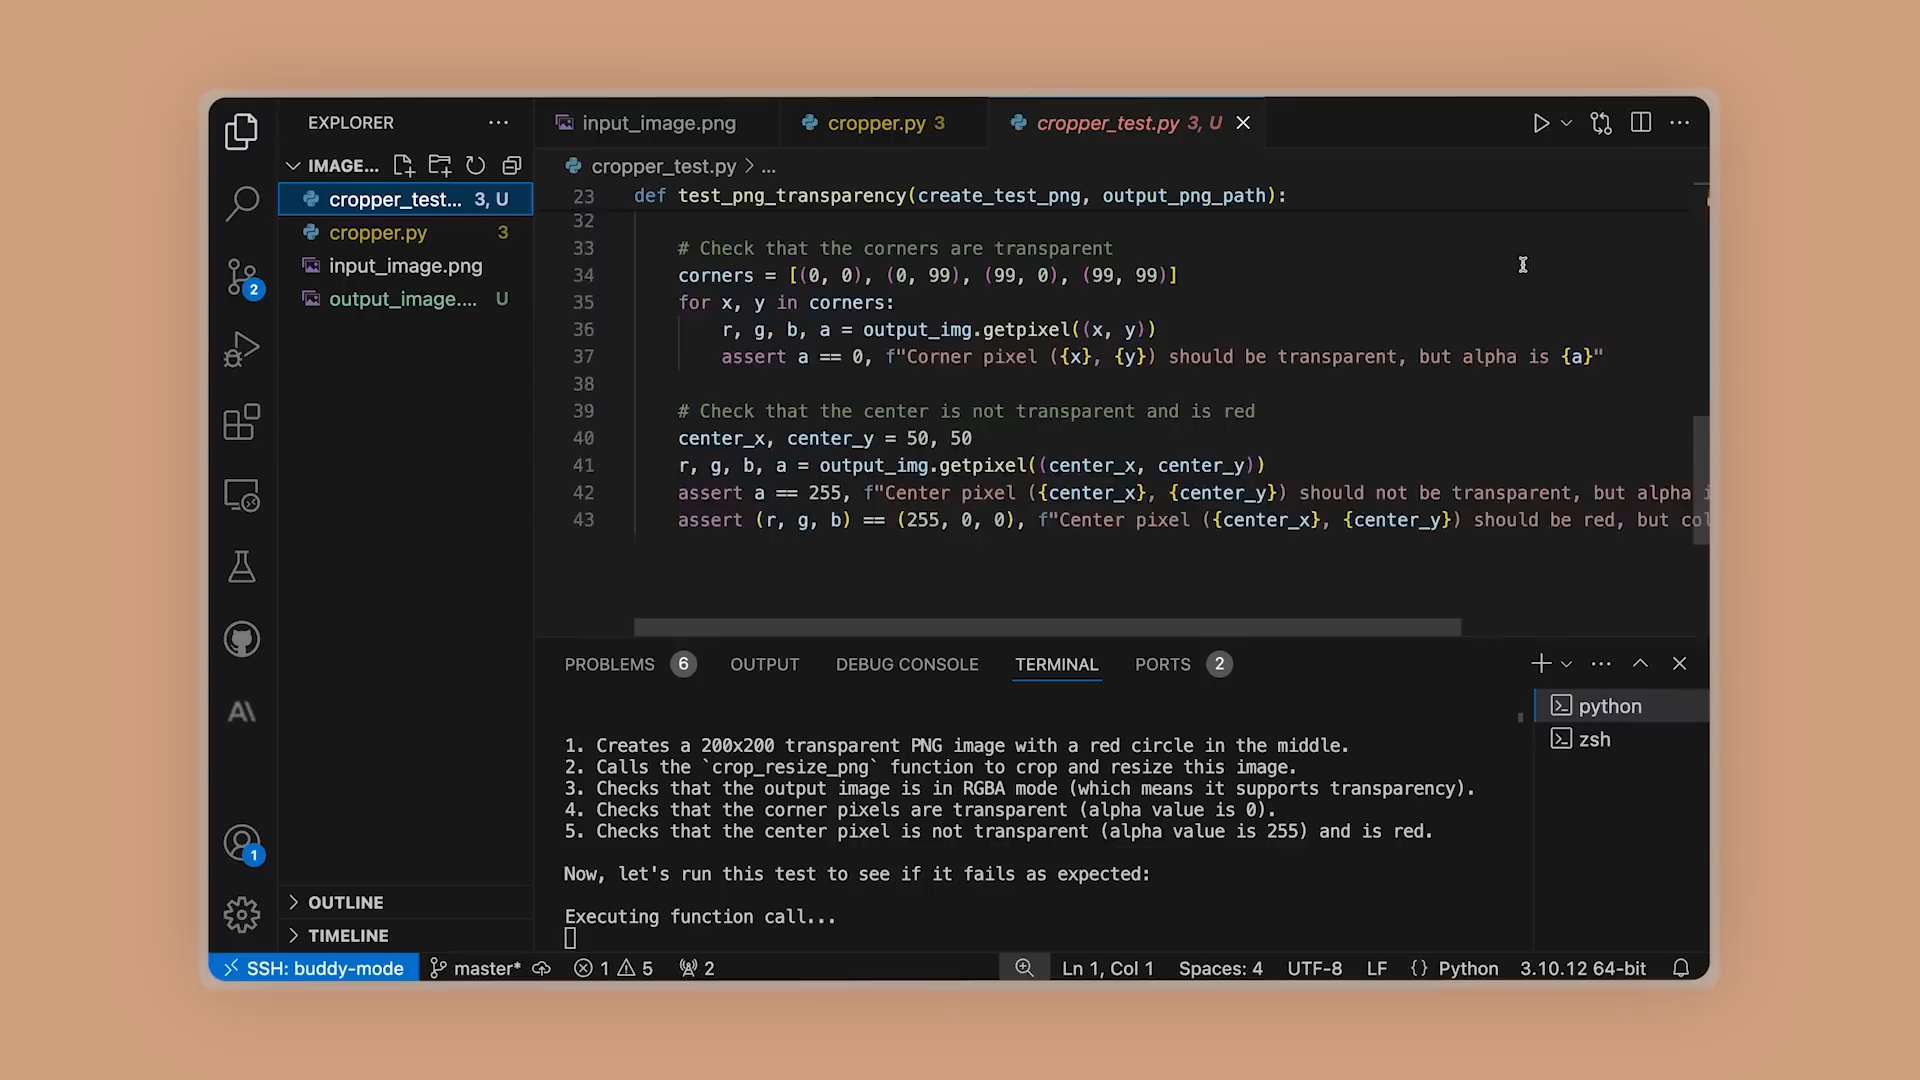 EXPLORER
IMAGE...
cropper_test... 3, U
cropper.py 3
input_image.png
output_image.... U
OUTLINE
TIMELINE
2
1
input_image.png
cropper.py 3
cropper_test.py 3, U
cropper_test.py > ...
23 def test_png_transparency(create_test_png, output_png_path):
32
33 # Check that the corners are transparent
34 corners = [(0, 0), (0, 99), (99, 0), (99, 99)]
35 for x, y in corners:
36 r, g, b, a = output_img.getpixel((x, y))
37 assert a == 0, f"Corner pixel ({x}, {y}) should be transparent, but alpha is {a}"
38
39 # Check that the center is not transparent and is red
40 center_x, center_y = 50, 50
41 r, g, b, a = output_img.getpixel((center_x, center_y))
42 assert a == 255, f"Center pixel ({center_x}, {center_y}) should not be transparent, but alpha i
43 assert (r, g, b) == (255, 0, 0), f"Center pixel ({center_x}, {center_y}) should be red, but col
PROBLEMS 6 OUTPUT DEBUG CONSOLE TERMINAL PORTS 2
1. Creates a 200x200 transparent PNG image with a red circle in the middle.
2. Calls the `crop_resize_png` function to crop and resize this image.
3. Checks that the output image is in RGBA mode (which means it supports transparency).
4. Checks that the corner pixels are transparent (alpha value is 0).
5. Checks that the center pixel is not transparent (alpha value is 255) and is red.
Now, let's run this test to see if it fails as expected:
Executing function call...
python
zsh
SSH: buddy-mode master* 1 5 2 Ln 1, Col 1 Spaces: 4 UTF-8 LF {} Python 3.10.12 64-bit